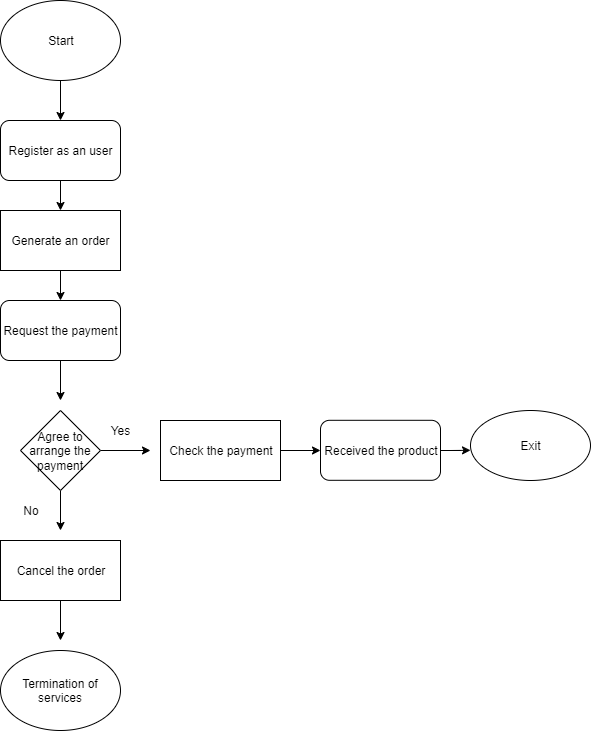 Start
Register as an user
Generate an order
Request the payment
Agree to
arrange the
payment
Yes
Check the payment
Received the product
Exit
No
Cancel the order
Termination of
services